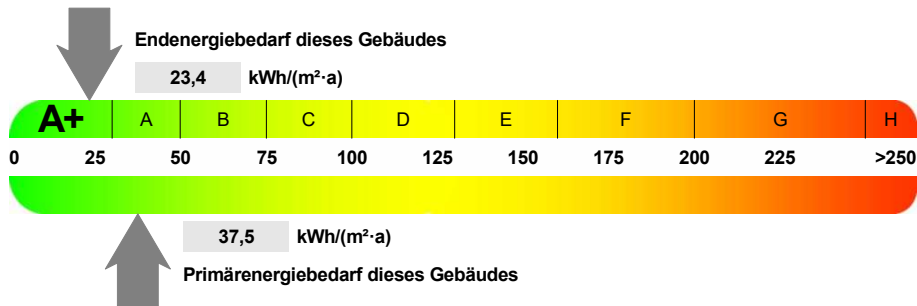 Endenergiebedarf dieses Gebäudes
23,4 kWh/(m²·a)
A+ A B C D E F G H
0 25 50 75 100 125 150 175 200 225 >250
37,5 kWh/(m²·a)
Primärenergiebedarf dieses Gebäudes